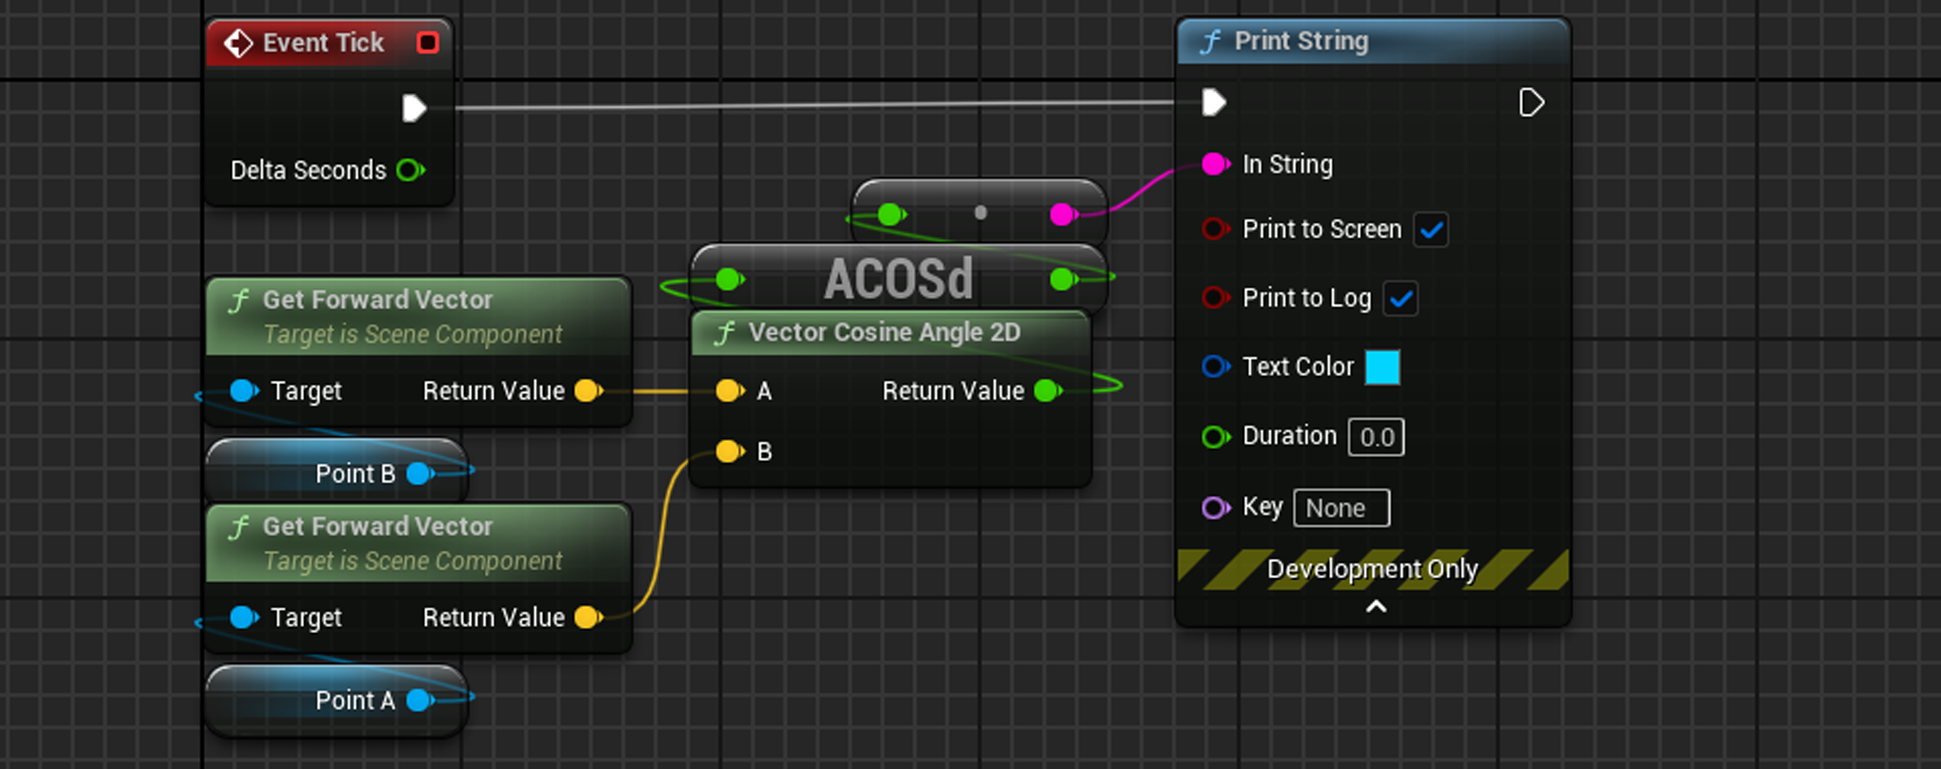 Event Tick
Delta Seconds
Get Forward Vector
Target is Scene Component
Target Return Value
Point B
Get Forward Vector
Target is Scene Component
Target Return Value
Point A
ACOSd
Vector Cosine Angle 2D
A Return Value
B
Print String
In String
Print to Screen
Print to Log
Text Color
Duration 0.0
Key None
Development Only